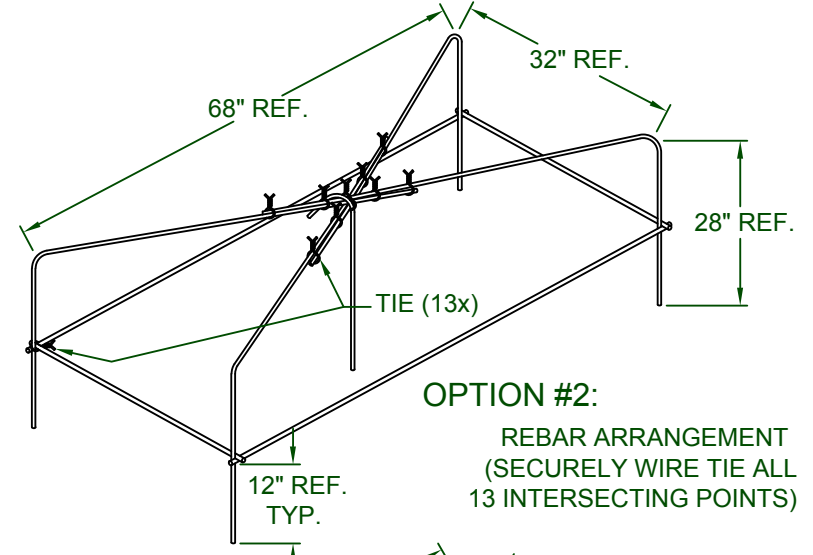 32" REF.
68" REF.
28" REF.
TIE (13x)
OPTION #2:
REBAR ARRANGEMENT
(SECURELY WIRE TIE ALL
13 INTERSECTING POINTS)
12" REF.
TYP.